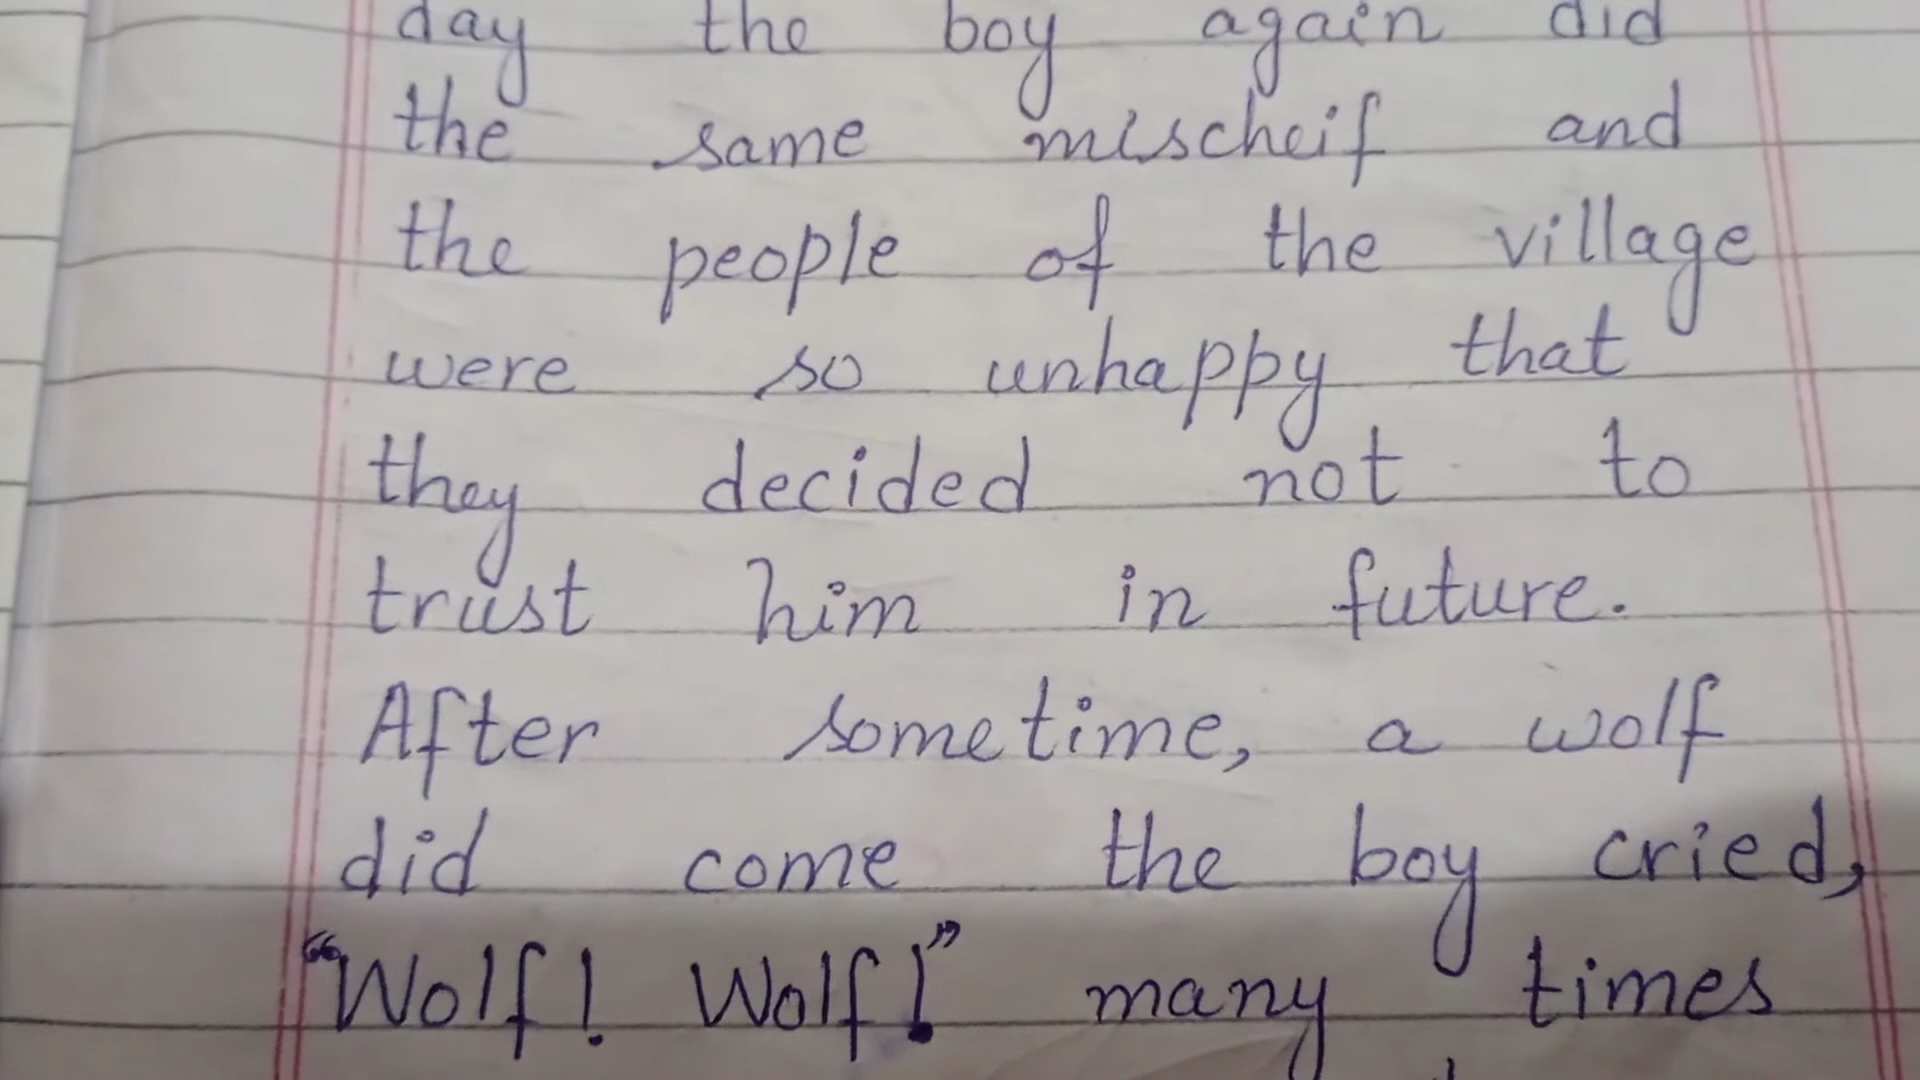 day the boy again did
the same mischeif and
the people of the village
were so unhappy that
they decided not to
trust him in future.
After sometime, a wolf
did come the boy cried,
“Wolf! Wolf!” many times